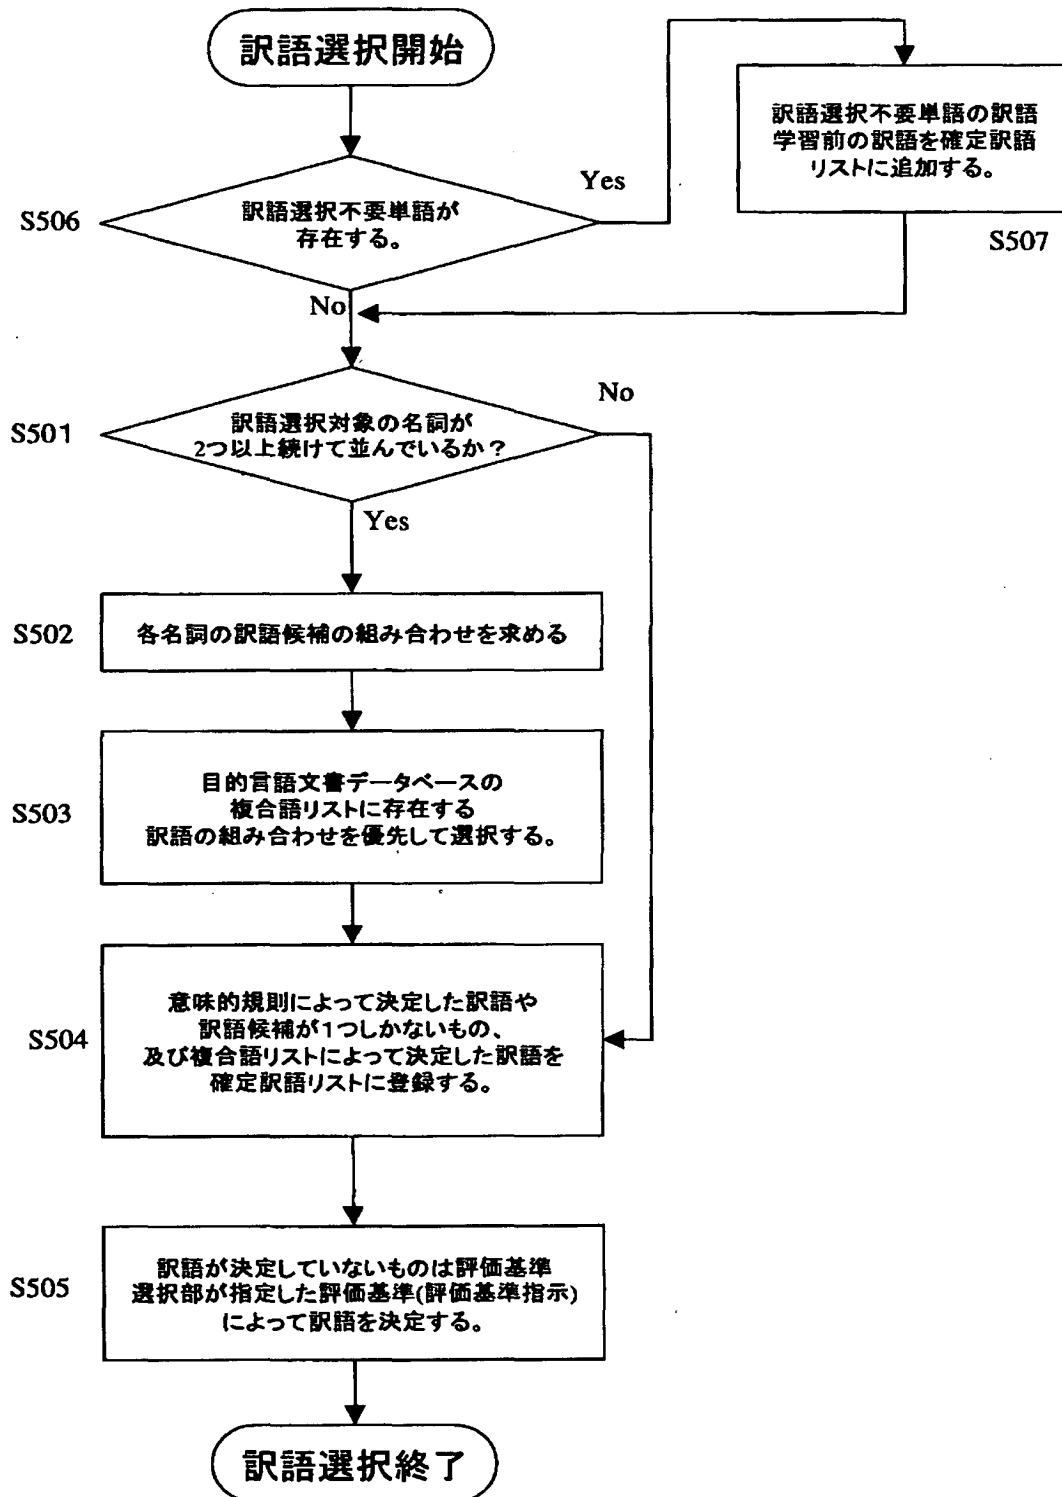 訳語選択開始
訳語選択不要単語の訳語
学習前の訳語を確定訳語
リストに追加する。
S507
Yes
S506
訳語選択不要単語が
存在する。
No
No
S501
訳語選択対象の名詞が
2つ以上続けて並んでいるか？
Yes
S502
各名詞の訳語候補の組み合わせを求める
S503
目的言語文書データベースの
複合語リストに存在する
訳語の組み合わせを優先して選択する。
S504
意味的規則によって決定した訳語や
訳語候補が1つしかないもの、
及び複合語リストによって決定した訳語を
確定訳語リストに登録する。
S505
訳語が決定していないものは評価基準
選択部が指定した評価基準(評価基準指示)
によって訳語を決定する。
訳語選択終了